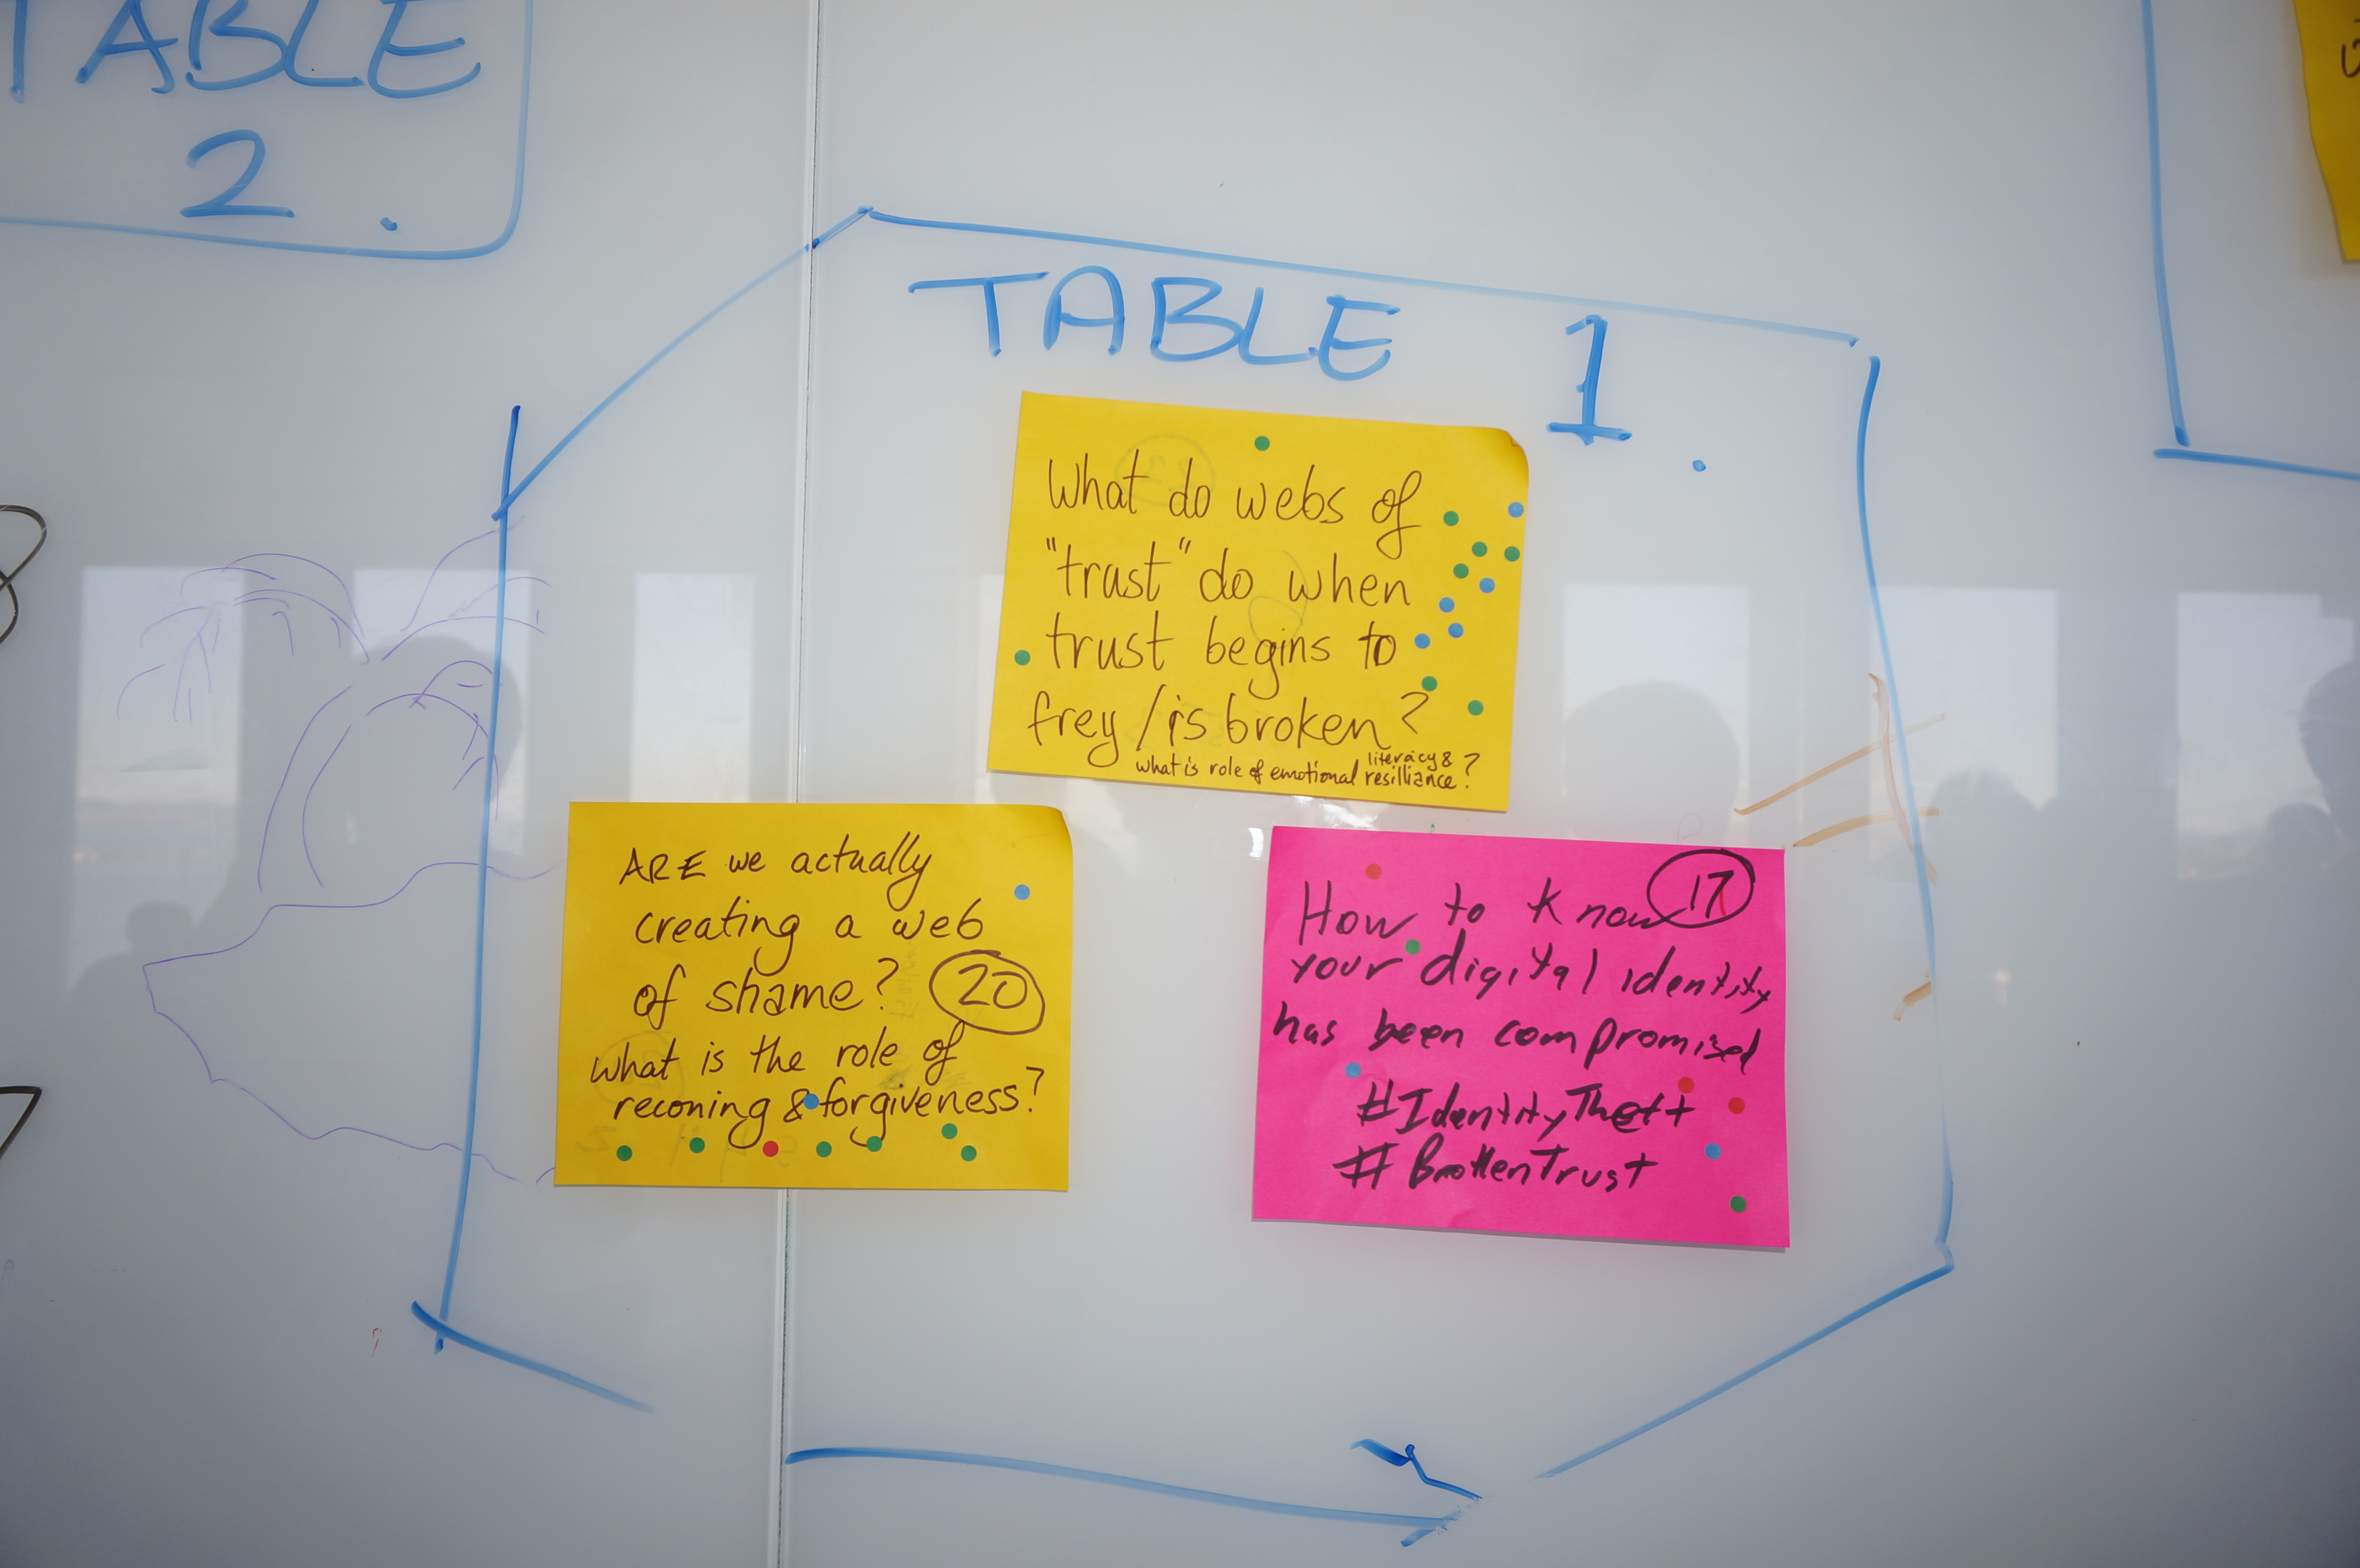 TABLE
2.
TABLE 1.
What do webs of
"trust" do when
trust begins to
frey / is broken?
what is role of emotional literacy & resilliance?
ARE we actually
creating a web
of shame? 20
What is the role of
reconing & forgiveness?
How to Know 17
your digital identity
has been compromised
#IdentityTheft
#BrokenTrust